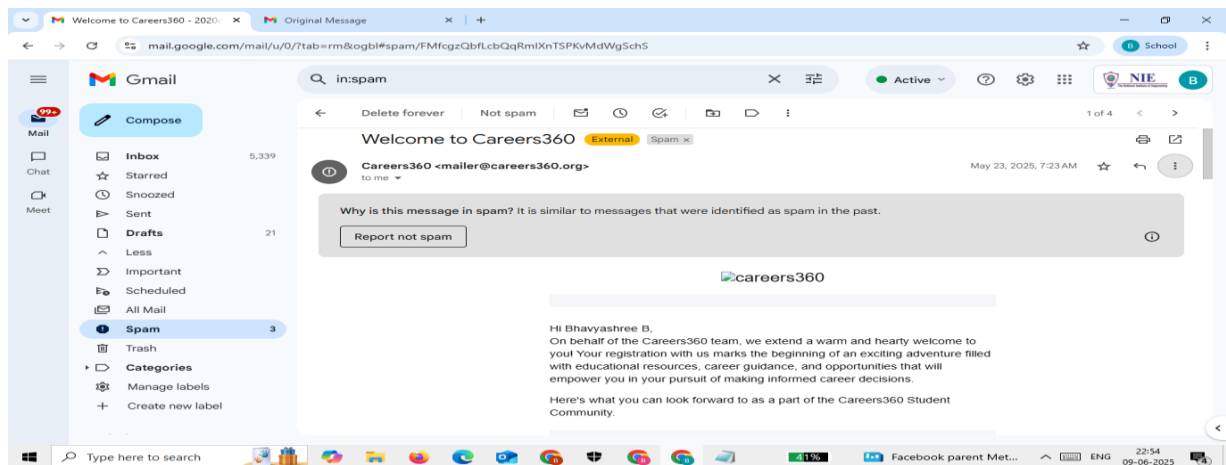 Welcome to Careers360 - 2020c
Original Message
mail.google.com/mail/u/0/?tab=rm&ogbl#spam/FMfcgzQbfLcbQqRmlXnTSPKvMdWgSchS
B School
Gmail
in:spam
Active
NIE
B
99+
Mail
Chat
Meet
Compose
Inbox 5,339
Starred
Snoozed
Sent
Drafts 21
Less
Important
Scheduled
All Mail
Spam 3
Trash
Categories
Manage labels
Create new label
Delete forever Not spam 1 of 4
Welcome to Careers360 External Spam x
Careers360 <mailer@careers360.org> May 23, 2025, 7:23 AM
to me
Why is this message in spam? It is similar to messages that were identified as spam in the past.
Report not spam
careers360
Hi Bhavyashree B,
On behalf of the Careers360 team, we extend a warm and hearty welcome to
you! Your registration with us marks the beginning of an exciting adventure filled
with educational resources, career guidance, and opportunities that will
empower you in your pursuit of making informed career decisions.
Here's what you can look forward to as a part of the Careers360 Student
Community.
Type here to search
41%
Facebook parent Met...
ENG
22:54
09-06-2025
4